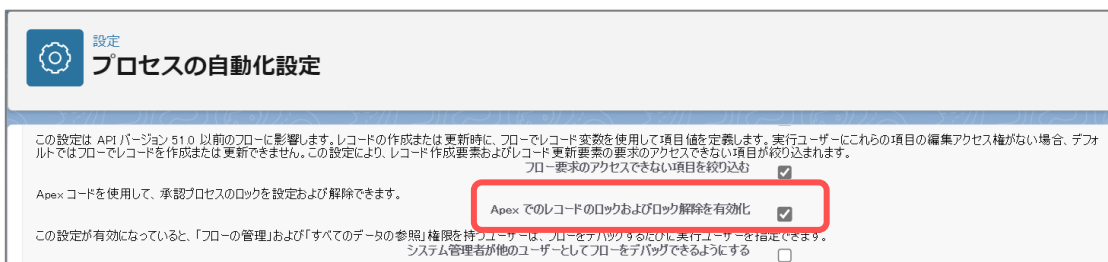 設定
プロセスの自動化設定
この設定は API バージョン 51.0 以前のフローに影響します。レコードの作成または更新時に、フローでレコード変数を使用して項目値を定義します。実行ユーザーにこれらの項目の編集アクセス権がない場合、デフォ
ルトではフローでレコードを作成または更新できません。この設定により、レコード作成要素およびレコード更新要素の要求のアクセスできない項目が絞り込まれます。
フロー要求のアクセスできない項目を絞り込む
Apex コードを使用して、承認プロセスのロックを設定および解除できます。
Apex でのレコードのロックおよびロック解除を有効化
この設定が有効になっていると、「フローの管理」および「すべてのデータの参照」権限を持つユーザーは、フローをデバッグするたびに実行ユーザーを指定できます。
システム管理者が他のユーザーとしてフローをデバッグできるようにする